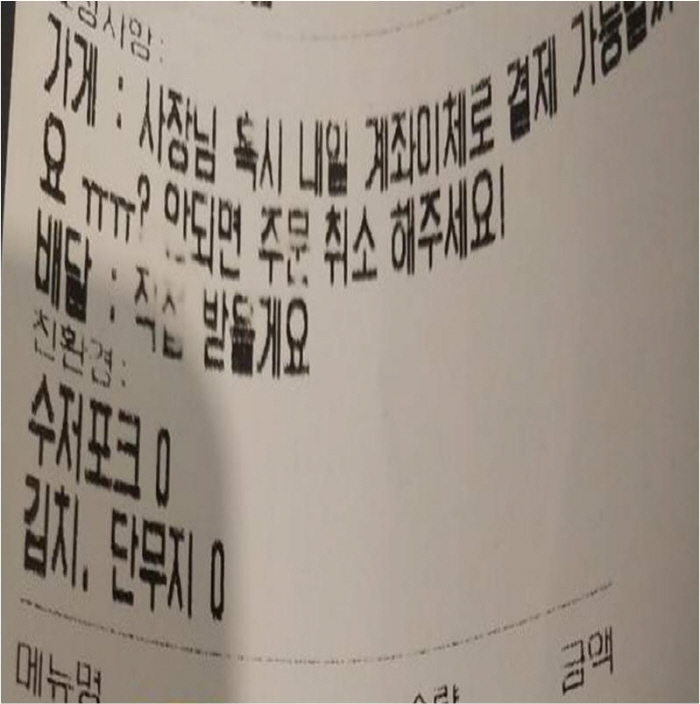 요청사항:
가게 : 사장님 혹시 내일 계좌이체로 결제 가능할까
요 ㅠㅠ? 안되면 주문 취소 해주세요!
배달 : 직접 받을게요
친환경:
수저포크 O
김치, 단무지 O
메뉴명 수량 금액